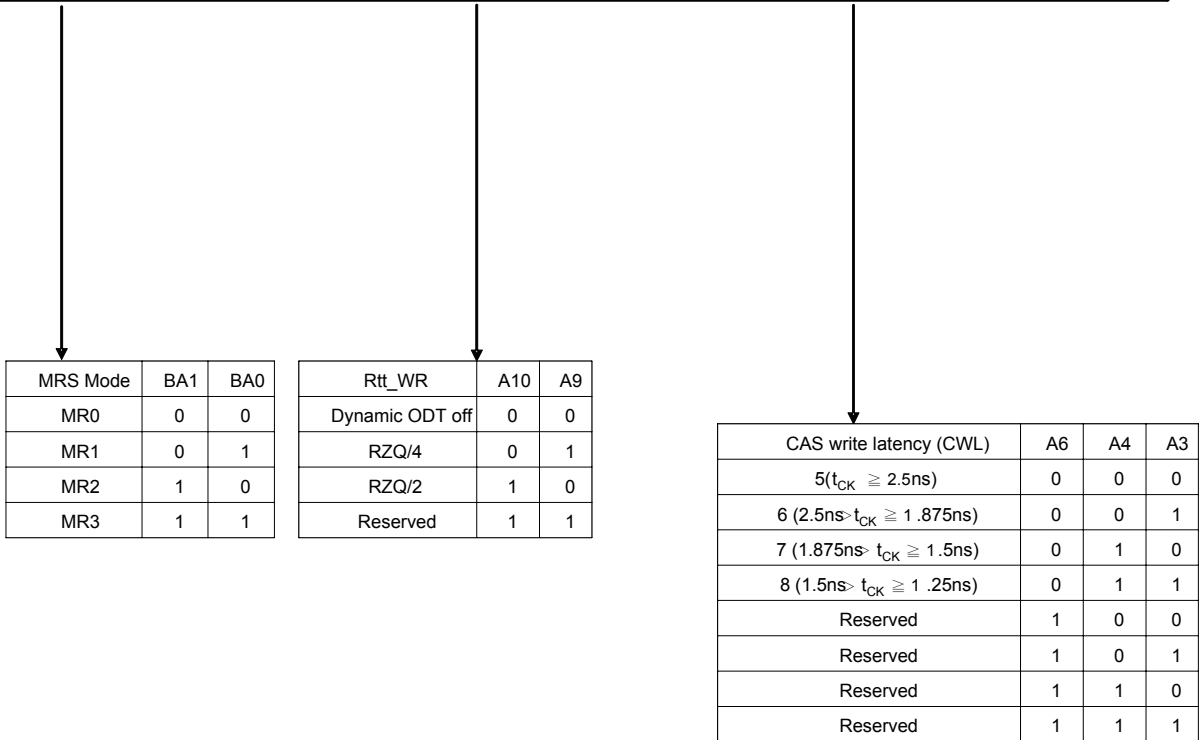 MRS Mode BA1 BA0
MR0 0 0
MR1 0 1
MR2 1 0
MR3 1 1
Rtt_WR A10 A9
Dynamic ODT off 0 0
RZQ/4 0 1
RZQ/2 1 0
Reserved 1 1
CAS write latency (CWL) A6 A4 A3
5(tCK ≧ 2.5ns) 0 0 0
6 (2.5ns>tCK ≧ 1 .875ns) 0 0 1
7 (1.875ns> tCK ≧ 1.5ns) 0 1 0
8 (1.5ns> tCK ≧ 1 .25ns) 0 1 1
Reserved 1 0 0
Reserved 1 0 1
Reserved 1 1 0
Reserved 1 1 1